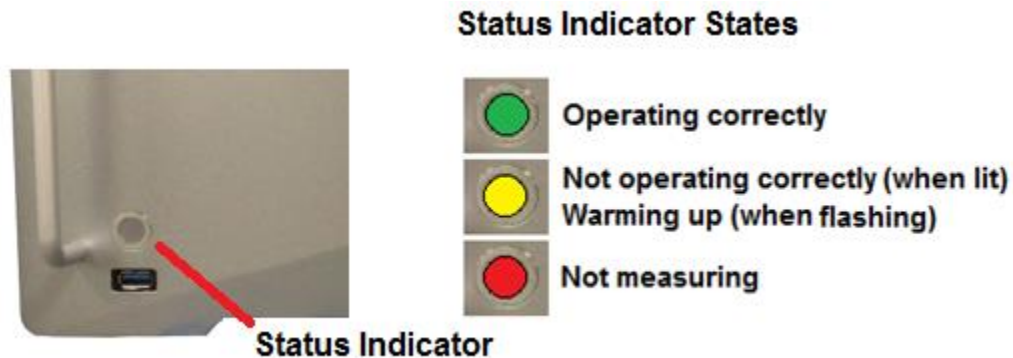 Status Indicator States
Operating correctly
Not operating correctly (when lit)
Warming up (when flashing)
Not measuring
Status Indicator